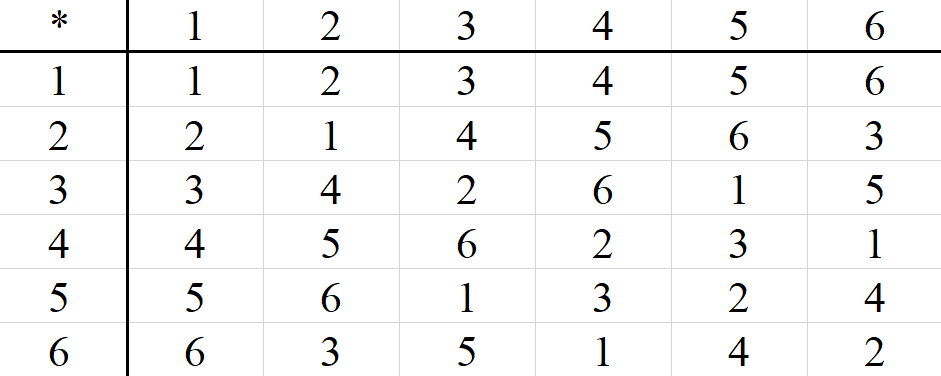 * 1 2 3 4 5 6
1 1 2 3 4 5 6
2 2 1 4 5 6 3
3 3 4 2 6 1 5
4 4 5 6 2 3 1
5 5 6 1 3 2 4
6 6 3 5 1 4 2